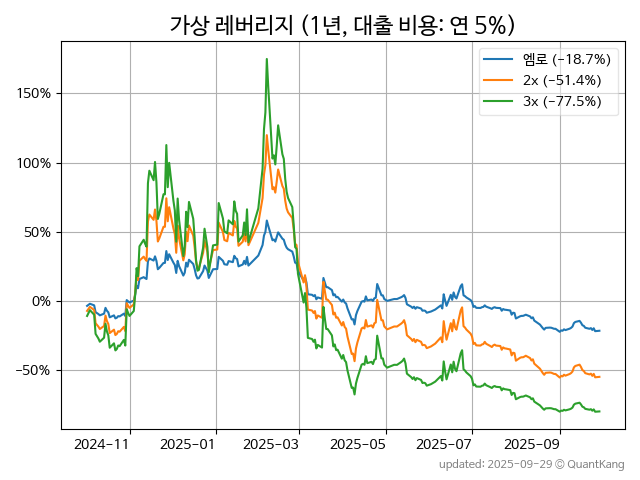 가상 레버리지 (1년, 대출 비용: 연 5%)
엠로 (-18.7%)
2x (-51.4%)
3x (-77.5%)
150%
100%
50%
0%
-50%
2024-11 2025-01 2025-03 2025-05 2025-07 2025-09
updated: 2025-09-29 © QuantKang